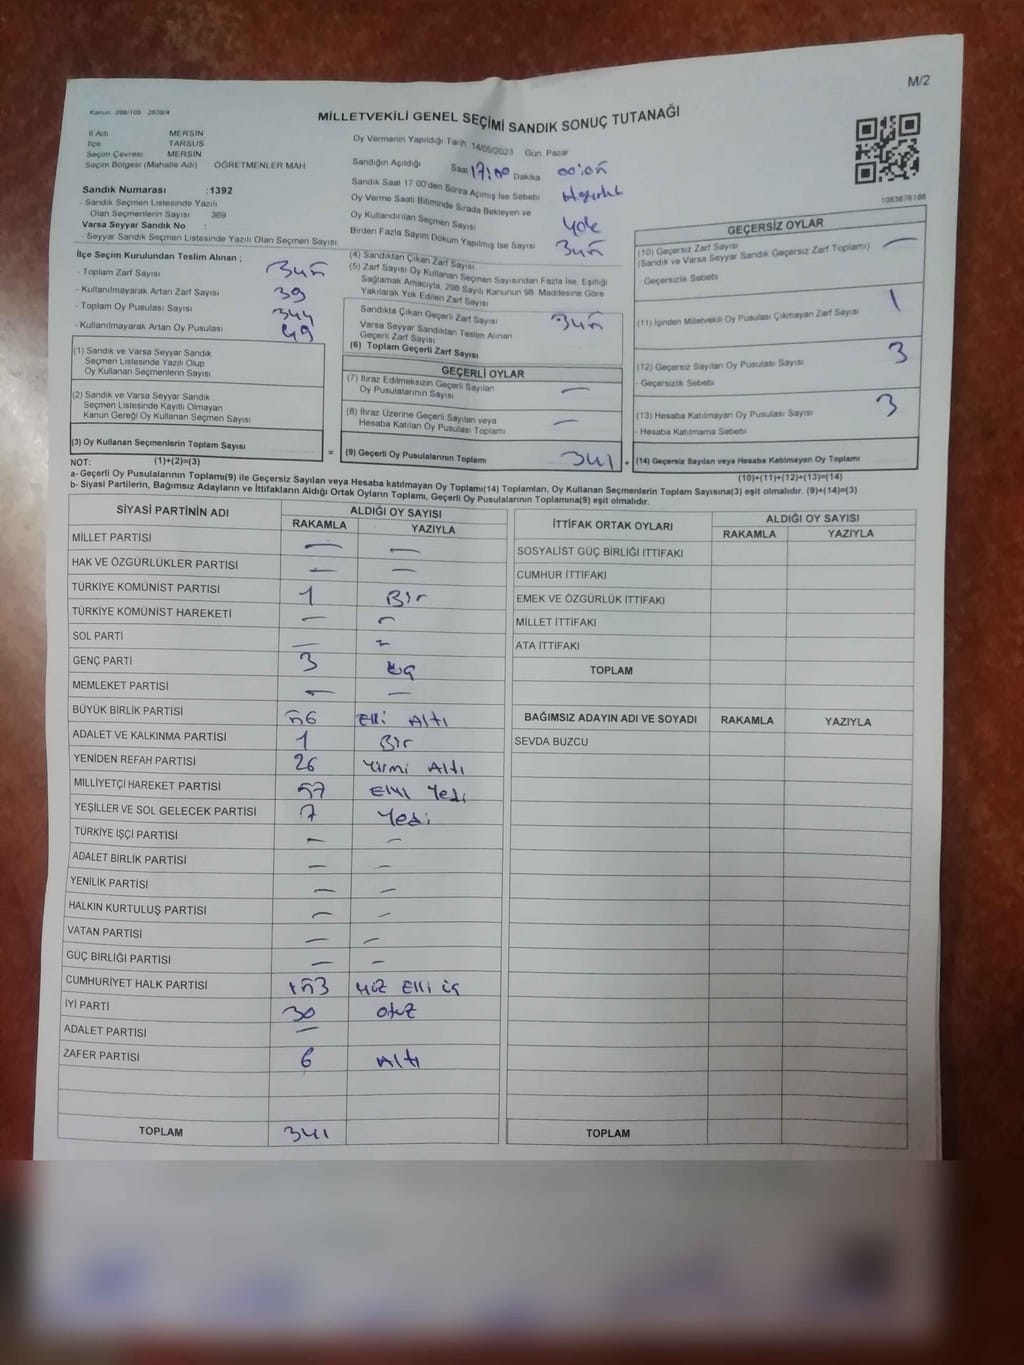 M/2
Kanun: 298/105 2839/4
MİLLETVEKİLİ GENEL SEÇİMİ SANDIK SONUÇ TUTANAĞI
İl Adı MERSİN
İlçe TARSUS
Seçim Çevresi MERSİN
Seçim Bölgesi (Mahalle Adı) ÖĞRETMENLER MAH.
Sandık Numarası :1392
- Sandık Seçmen Listesinde Yazılı
Olan Seçmenlerin Sayısı 369
Varsa Seyyar Sandık No :
- Seyyar Sandık Seçmen Listesinde Yazılı Olan Seçmen Sayısı
Oy Vermenin Yapıldığı Tarih 14/05/2023 Gün Pazar
Sandığın Açıldığı Saat 17:00 Dakika
Sandık Saat 17:00'den Sonra Açılmış İse Sebebi
Oy Verme Saati Bitiminde Sırada Bekleyen ve
Oy Kullandırılan Seçmen Sayısı
Birden Fazla Sayım Döküm Yapılmış İse Sayısı
1083876186
İlçe Seçim Kurulundan Teslim Alınan ;
- Toplam Zarf Sayısı
- Kullanılmayarak Artan Zarf Sayısı 39
- Toplam Oy Pusulası Sayısı 344
- Kullanılmayarak Artan Oy Pusulası 49
(1) Sandık ve Varsa Seyyar Sandık
Seçmen Listesinde Yazılı Olup
Oy Kullanan Seçmenlerin Sayısı
(2) Sandık ve Varsa Seyyar Sandık
Seçmen Listesinde Kayıtlı Olmayan
Kanun Gereği Oy Kullanan Seçmen Sayısı
(3) Oy Kullanan Seçmenlerin Toplam Sayısı
(4) Sandıktan Çıkan Zarf Sayısı
(5) Zarf Sayısı Oy Kullanan Seçmen Sayısından Fazla İse, Eşitliği
Sağlamak Amacıyla, 298 Sayılı Kanunun 98. Maddesine Göre
Yakılarak Yok Edilen Zarf Sayısı
Sandıkta Çıkan Geçerli Zarf Sayısı
Varsa Seyyar Sandıktan Teslim Alınan
Geçerli Zarf Sayısı
(6) Toplam Geçerli Zarf Sayısı
GEÇERLİ OYLAR
(7) İtiraz Edilmeksizin Geçerli Sayılan
Oy Pusulalarının Sayısı —
(8) İtiraz Üzerine Geçerli Sayılan veya
Hesaba Katılan Oy Pusulası Toplamı —
= (9) Geçerli Oy Pusulalarının Toplamı 341 +
GEÇERSİZ OYLAR
(10) Geçersiz Zarf Sayısı —
(Sandık ve Varsa Seyyar Sandık Geçersiz Zarf Toplamı)
- Geçersizlik Sebebi
(11) İçinden Milletvekili Oy Pusulası Çıkmayan Zarf Sayısı 1
(12) Geçersiz Sayılan Oy Pusulası Sayısı 3
- Geçersizlik Sebebi
(13) Hesaba Katılmayan Oy Pusulası Sayısı 3
- Hesaba Katılmama Sebebi
(14) Geçersiz Sayılan veya Hesaba Katılmayan Oy Toplamı
NOT: (1)+(2)=(3) (10)+(11)+(12)+(13)=(14)
a- Geçerli Oy Pusulalarının Toplamı(9) ile Geçersiz Sayılan veya Hesaba katılmayan Oy Toplamı(14) Toplamları, Oy Kullanan Seçmenlerin Toplam Sayısına(3) eşit olmalıdır. (9)+(14)=(3)
b- Siyasi Partilerin, Bağımsız Adayların ve İttifakların Aldığı Ortak Oyların Toplamı, Geçerli Oy Pusulalarının Toplamına(9) eşit olmalıdır.
SİYASİ PARTİNİN ADI ALDIĞI OY SAYISI
RAKAMLA YAZIYLA
MİLLET PARTİSİ — —
HAK VE ÖZGÜRLÜKLER PARTİSİ — —
TÜRKİYE KOMÜNİST PARTİSİ 1 Bir
TÜRKİYE KOMÜNİST HAREKETİ — —
SOL PARTİ — —
GENÇ PARTİ 3 üç
MEMLEKET PARTİSİ — —
BÜYÜK BİRLİK PARTİSİ 56 Elli Altı
ADALET VE KALKINMA PARTİSİ 1 Bir
YENİDEN REFAH PARTİSİ 26 Yirmi Altı
MİLLİYETÇİ HAREKET PARTİSİ 57 Elli Yedi
YEŞİLLER VE SOL GELECEK PARTİSİ 7 Yedi
TÜRKİYE İŞÇİ PARTİSİ — —
ADALET BİRLİK PARTİSİ — —
YENİLİK PARTİSİ — —
HALKIN KURTULUŞ PARTİSİ — —
VATAN PARTİSİ — —
GÜÇ BİRLİĞİ PARTİSİ — —
CUMHURİYET HALK PARTİSİ 153 Yüz Elli üç
İYİ PARTİ 30 Otuz
ADALET PARTİSİ —
ZAFER PARTİSİ 6 Altı
TOPLAM 341
İTTİFAK ORTAK OYLARI ALDIĞI OY SAYISI
RAKAMLA YAZIYLA
SOSYALİST GÜÇ BİRLİĞİ İTTİFAKI
CUMHUR İTTİFAKI
EMEK VE ÖZGÜRLÜK İTTİFAKI
MİLLET İTTİFAKI
ATA İTTİFAKI
TOPLAM
BAĞIMSIZ ADAYIN ADI VE SOYADI RAKAMLA YAZIYLA
SEVDA BUZCU
TOPLAM